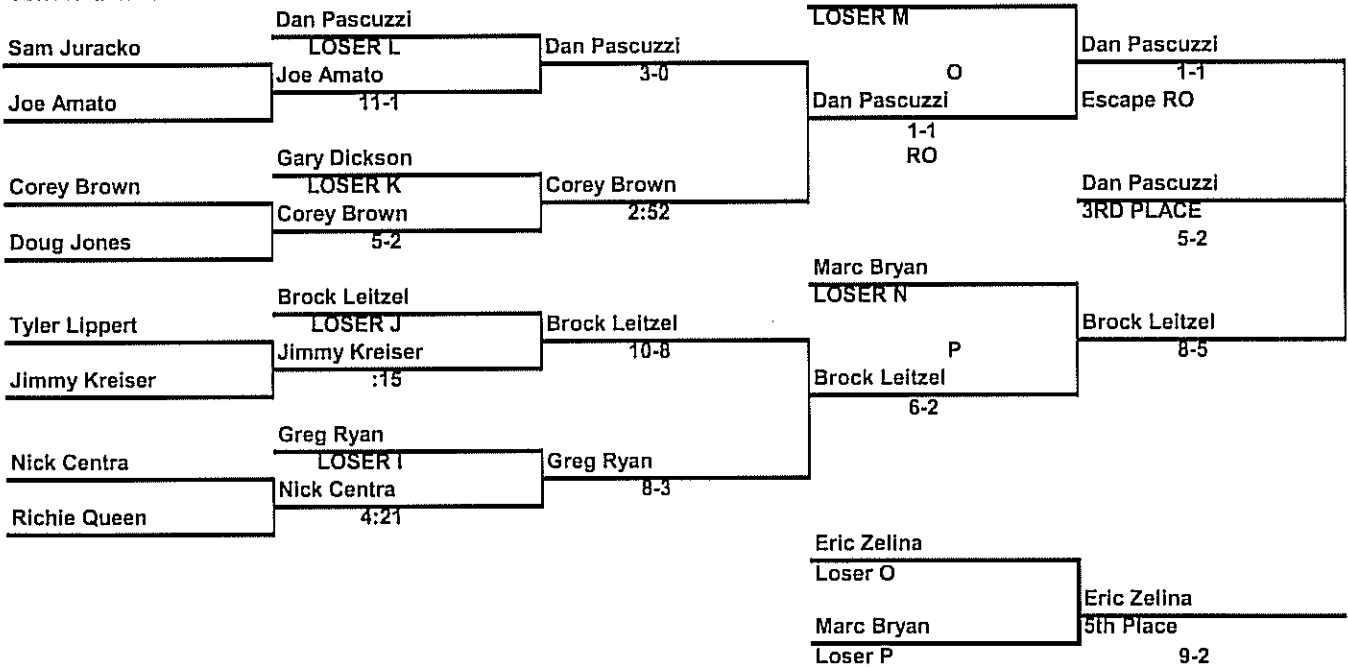 Dan Pascuzzi
LOSER L
Sam Juracko
Joe Amato
11-1
Joe Amato
Dan Pascuzzi
3-0
Gary Dickson
LOSER K
Corey Brown
Corey Brown
5-2
Doug Jones
Corey Brown
2:52
Brock Leitzel
LOSER J
Tyler Lippert
Jimmy Kreiser
:15
Jimmy Kreiser
Brock Leitzel
10-8
Greg Ryan
LOSER I
Nick Centra
Nick Centra
4:21
Richie Queen
Greg Ryan
8-3
LOSER M
O
Dan Pascuzzi
1-1
RO
Dan Pascuzzi
1-1
Escape RO
Dan Pascuzzi
3RD PLACE
5-2
Marc Bryan
LOSER N
P
Brock Leitzel
6-2
Brock Leitzel
8-5
Eric Zelina
Loser O
Marc Bryan
Loser P
Eric Zelina
5th Place
9-2